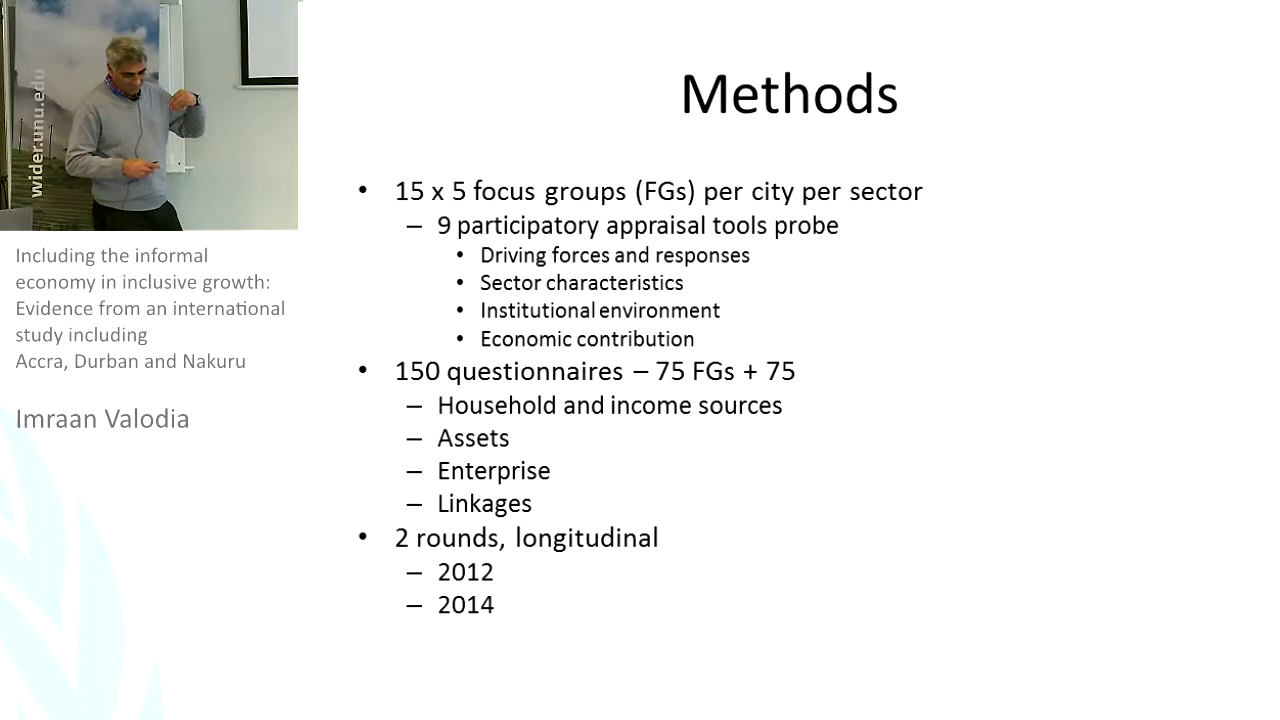 wider.unu.edu
Including the informal
economy in inclusive growth:
Evidence from an international
study including
Accra, Durban and Nakuru
Imraan Valodia
Methods
• 15 x 5 focus groups (FGs) per city per sector
– 9 participatory appraisal tools probe
• Driving forces and responses
• Sector characteristics
• Institutional environment
• Economic contribution
• 150 questionnaires – 75 FGs + 75
– Household and income sources
– Assets
– Enterprise
– Linkages
• 2 rounds, longitudinal
– 2012
– 2014